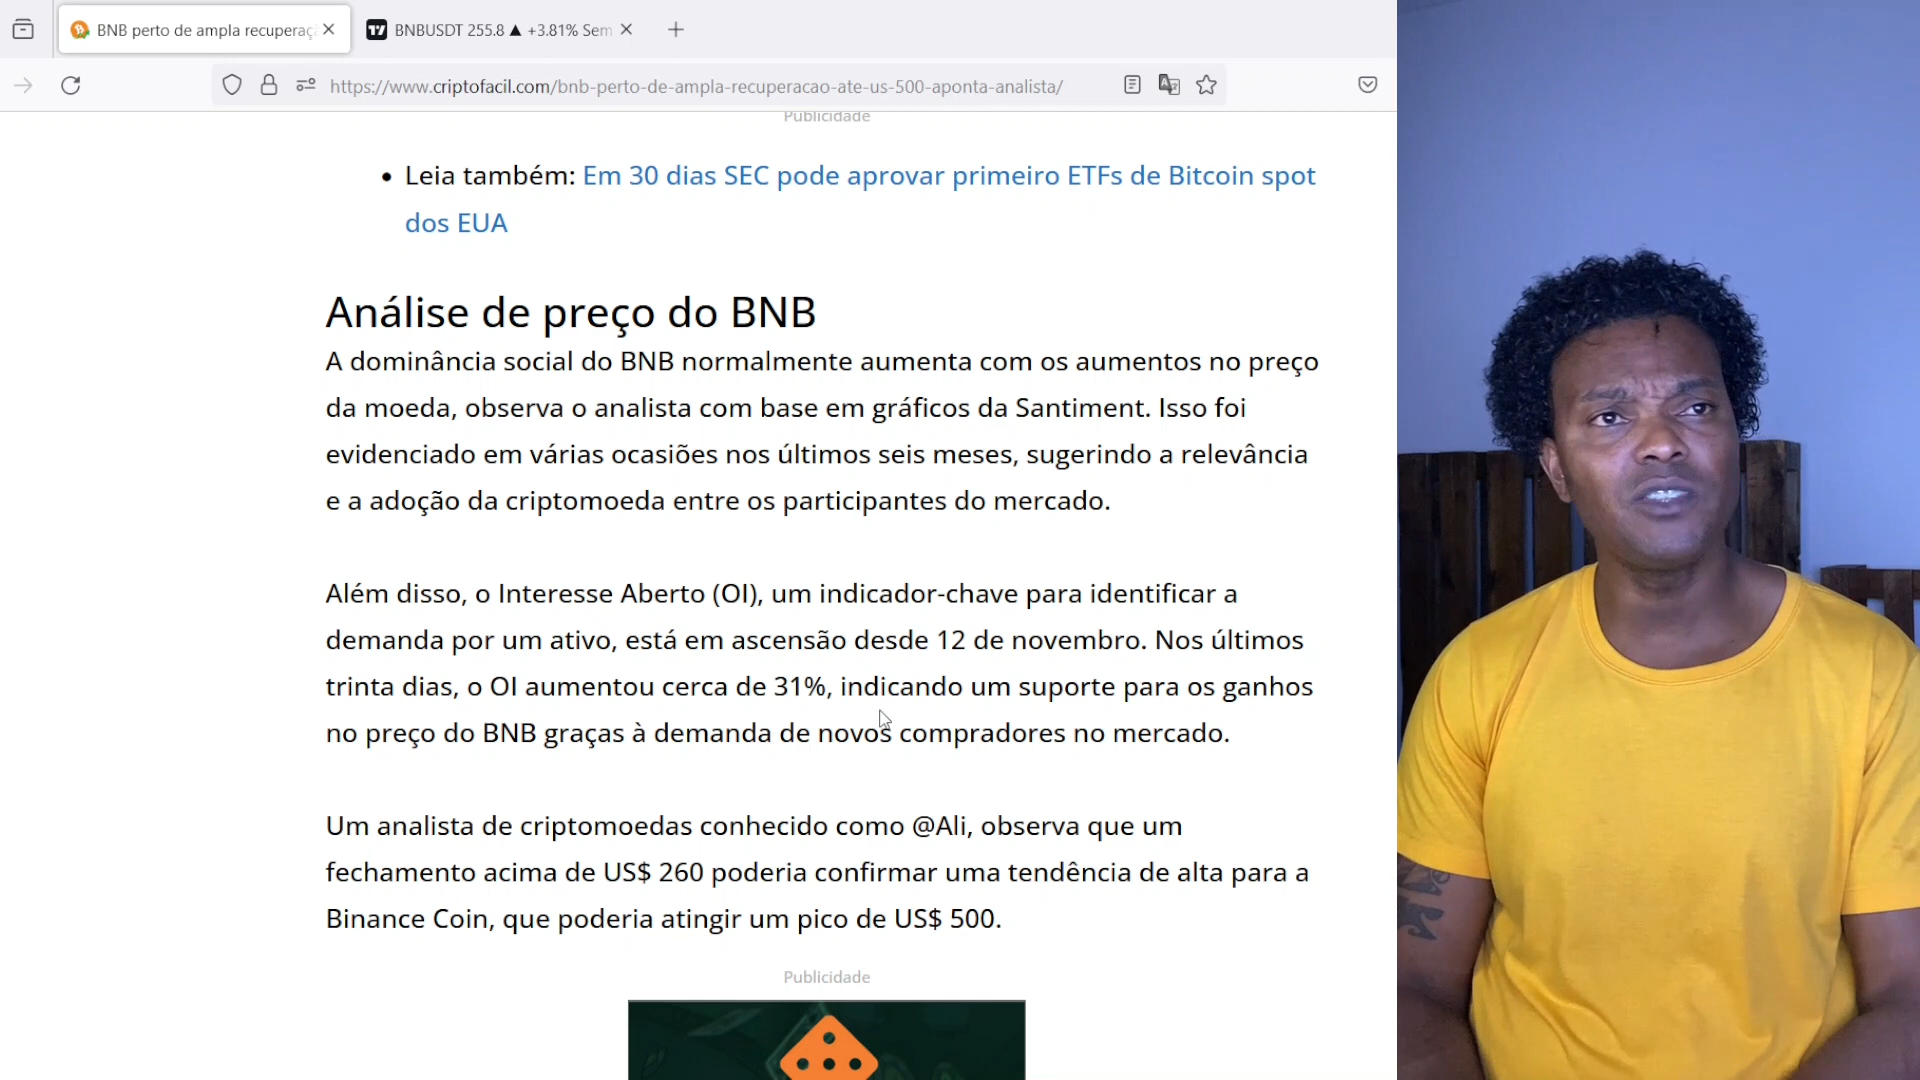 BNB perto de ampla recuperaç
BNBUSDT 255.8 ▲ +3.81% Sem
https://www.criptofacil.com/bnb-perto-de-ampla-recuperacao-ate-us-500-aponta-analista/
Publicidade
• Leia também: Em 30 dias SEC pode aprovar primeiro ETFs de Bitcoin spot
dos EUA
Análise de preço do BNB
A dominância social do BNB normalmente aumenta com os aumentos no preço
da moeda, observa o analista com base em gráficos da Santiment. Isso foi
evidenciado em várias ocasiões nos últimos seis meses, sugerindo a relevância
e a adoção da criptomoeda entre os participantes do mercado.
Além disso, o Interesse Aberto (OI), um indicador-chave para identificar a
demanda por um ativo, está em ascensão desde 12 de novembro. Nos últimos
trinta dias, o OI aumentou cerca de 31%, indicando um suporte para os ganhos
no preço do BNB graças à demanda de novos compradores no mercado.
Um analista de criptomoedas conhecido como @Ali, observa que um
fechamento acima de US$ 260 poderia confirmar uma tendência de alta para a
Binance Coin, que poderia atingir um pico de US$ 500.
Publicidade